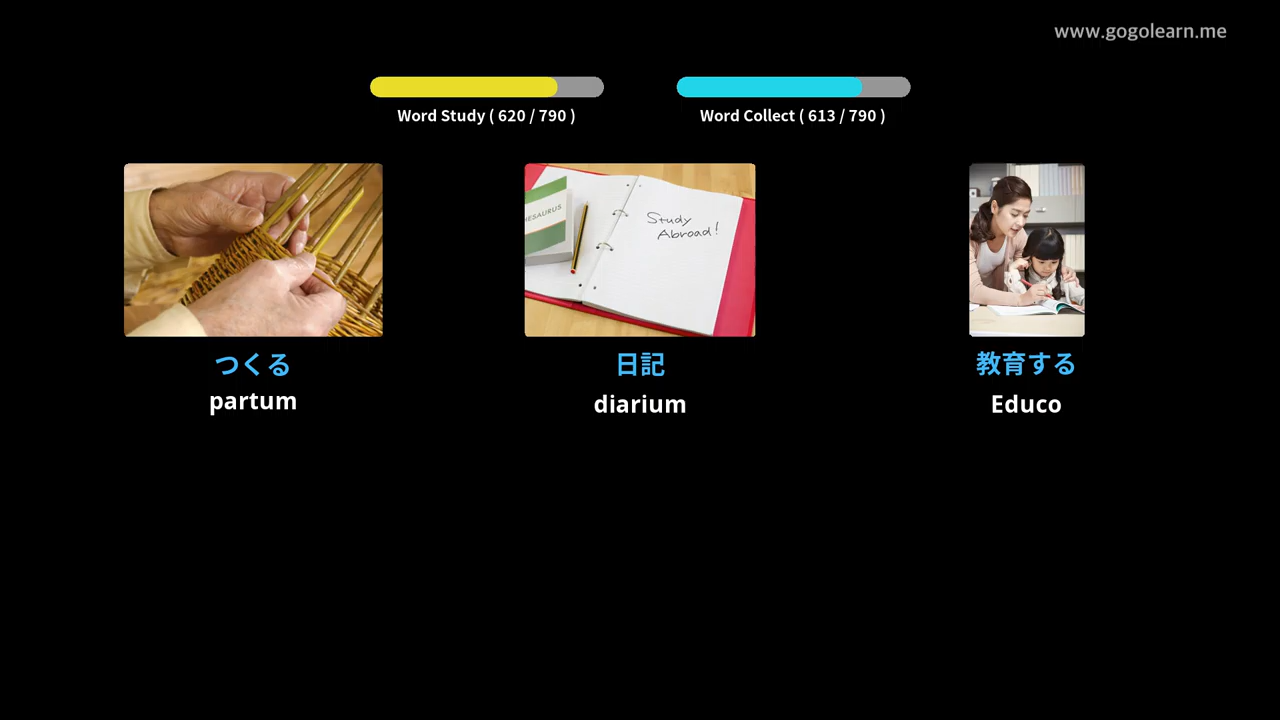 www.gogolearn.me
Word Study ( 620 / 790 )
Word Collect ( 613 / 790 )
HESAURUS
Study
Abroad!
つくる
日記
教育する
partum
diarium
Educo